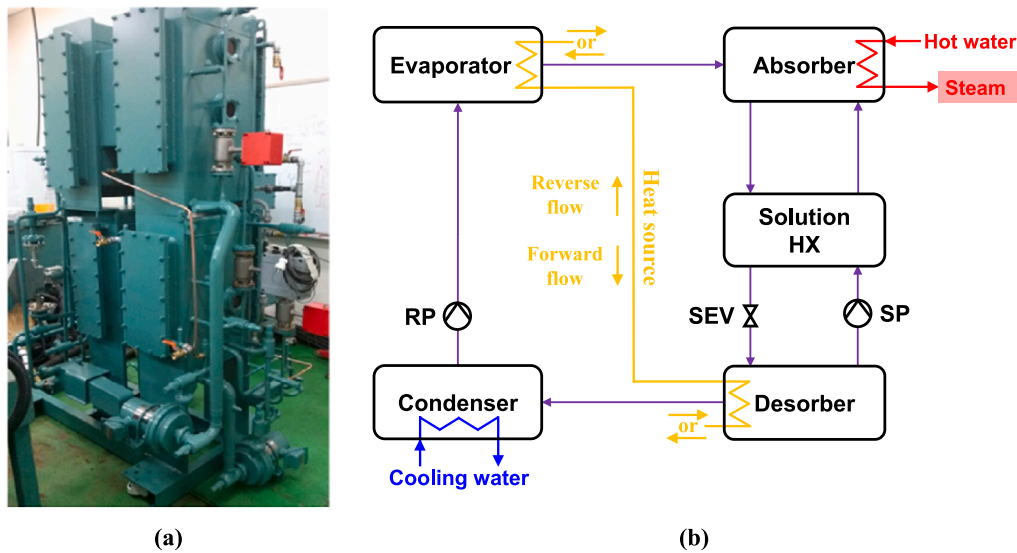 or
Evaporator
Absorber
Hot water
Steam
Reverse
flow
Heat source
Forward
flow
Solution
HX
RP
SEV
SP
Condenser
Desorber
or
Cooling water
(a)
(b)